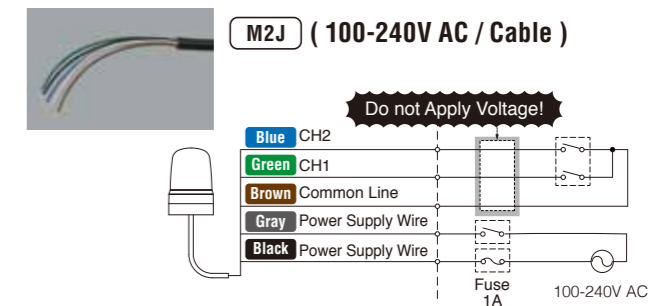 M2J ( 100-240V AC / Cable )
Do not Apply Voltage!
Blue CH2
Green CH1
Brown Common Line
Gray Power Supply Wire
Black Power Supply Wire
Fuse
1A
100-240V AC